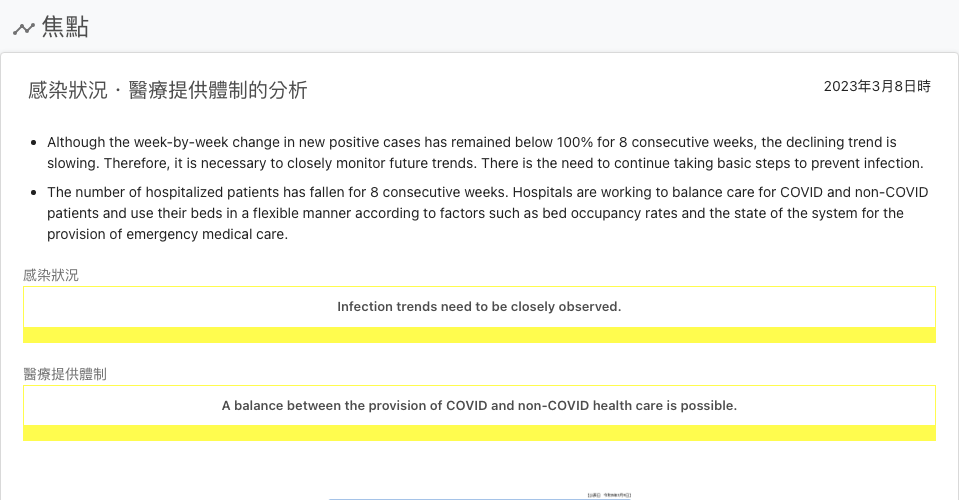 焦點
感染狀況・醫療提供體制的分析
2023年3月8日時
Although the week-by-week change in new positive cases has remained below 100% for 8 consecutive weeks, the declining trend is
slowing. Therefore, it is necessary to closely monitor future trends. There is the need to continue taking basic steps to prevent infection.
The number of hospitalized patients has fallen for 8 consecutive weeks. Hospitals are working to balance care for COVID and non-COVID
patients and use their beds in a flexible manner according to factors such as bed occupancy rates and the state of the system for the
provision of emergency medical care.
感染狀況
Infection trends need to be closely observed.
醫療提供體制
A balance between the provision of COVID and non-COVID health care is possible.